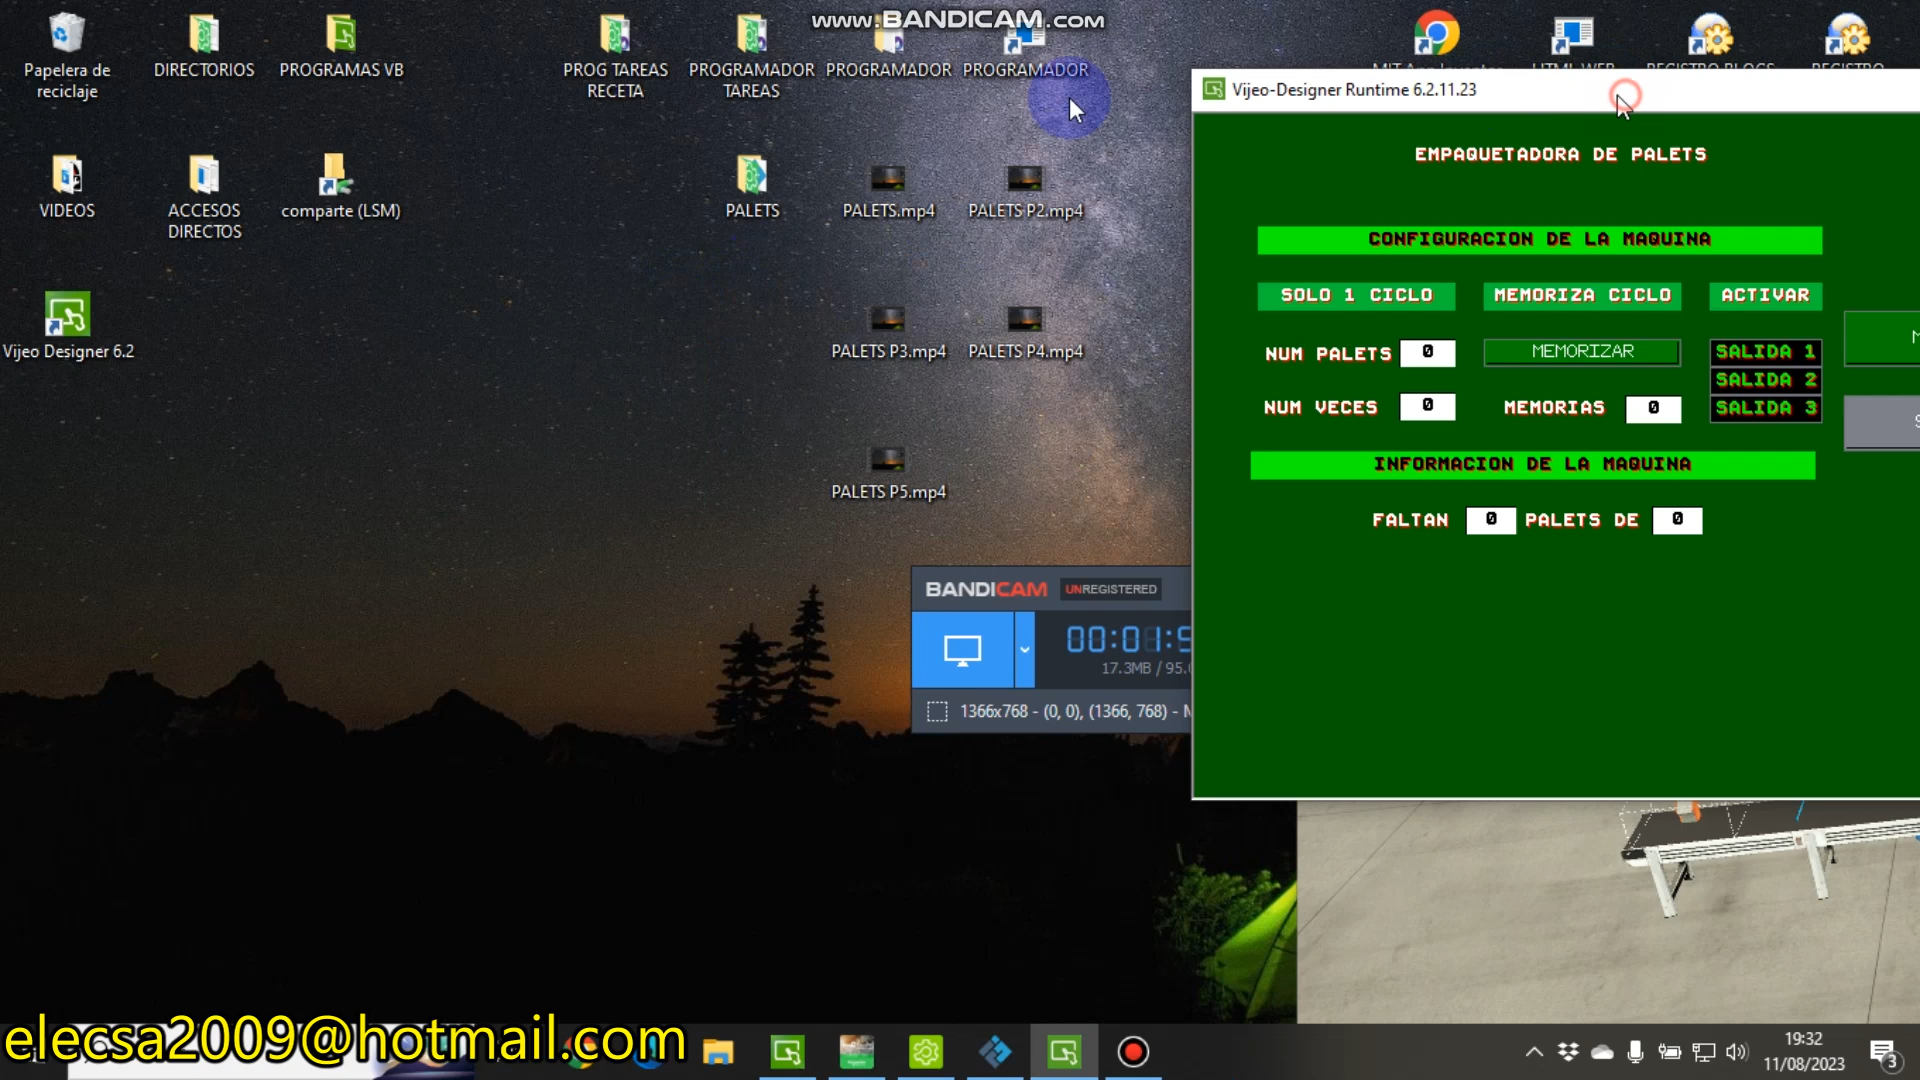 www.BANDICAM.com
Papelera de
reciclaje
DIRECTORIOS
PROGRAMAS VB
PROG TAREAS
RECETA
PROGRAMADOR
TAREAS
PROGRAMADOR
PROGRAMADOR
VIDEOS
ACCESOS
DIRECTOS
comparte (LSM)
PALETS
PALETS.mp4
PALETS P2.mp4
Vijeo Designer 6.2
PALETS P3.mp4
PALETS P4.mp4
PALETS P5.mp4
Vijeo-Designer Runtime 6.2.11.23
EMPAQUETADORA DE PALETS
CONFIGURACION DE LA MAQUINA
SOLO 1 CICLO
MEMORIZA CICLO
ACTIVAR
NUM PALETS 0
MEMORIZAR
SALIDA 1
SALIDA 2
SALIDA 3
NUM VECES 0
MEMORIAS 0
INFORMACION DE LA MAQUINA
FALTAN 0 PALETS DE 0
BANDICAM UNREGISTERED
00:01:5
17.3MB / 95.
1366x768 - (0, 0), (1366, 768) -
elecsa2009@hotmail.com
19:32
11/08/2023
3